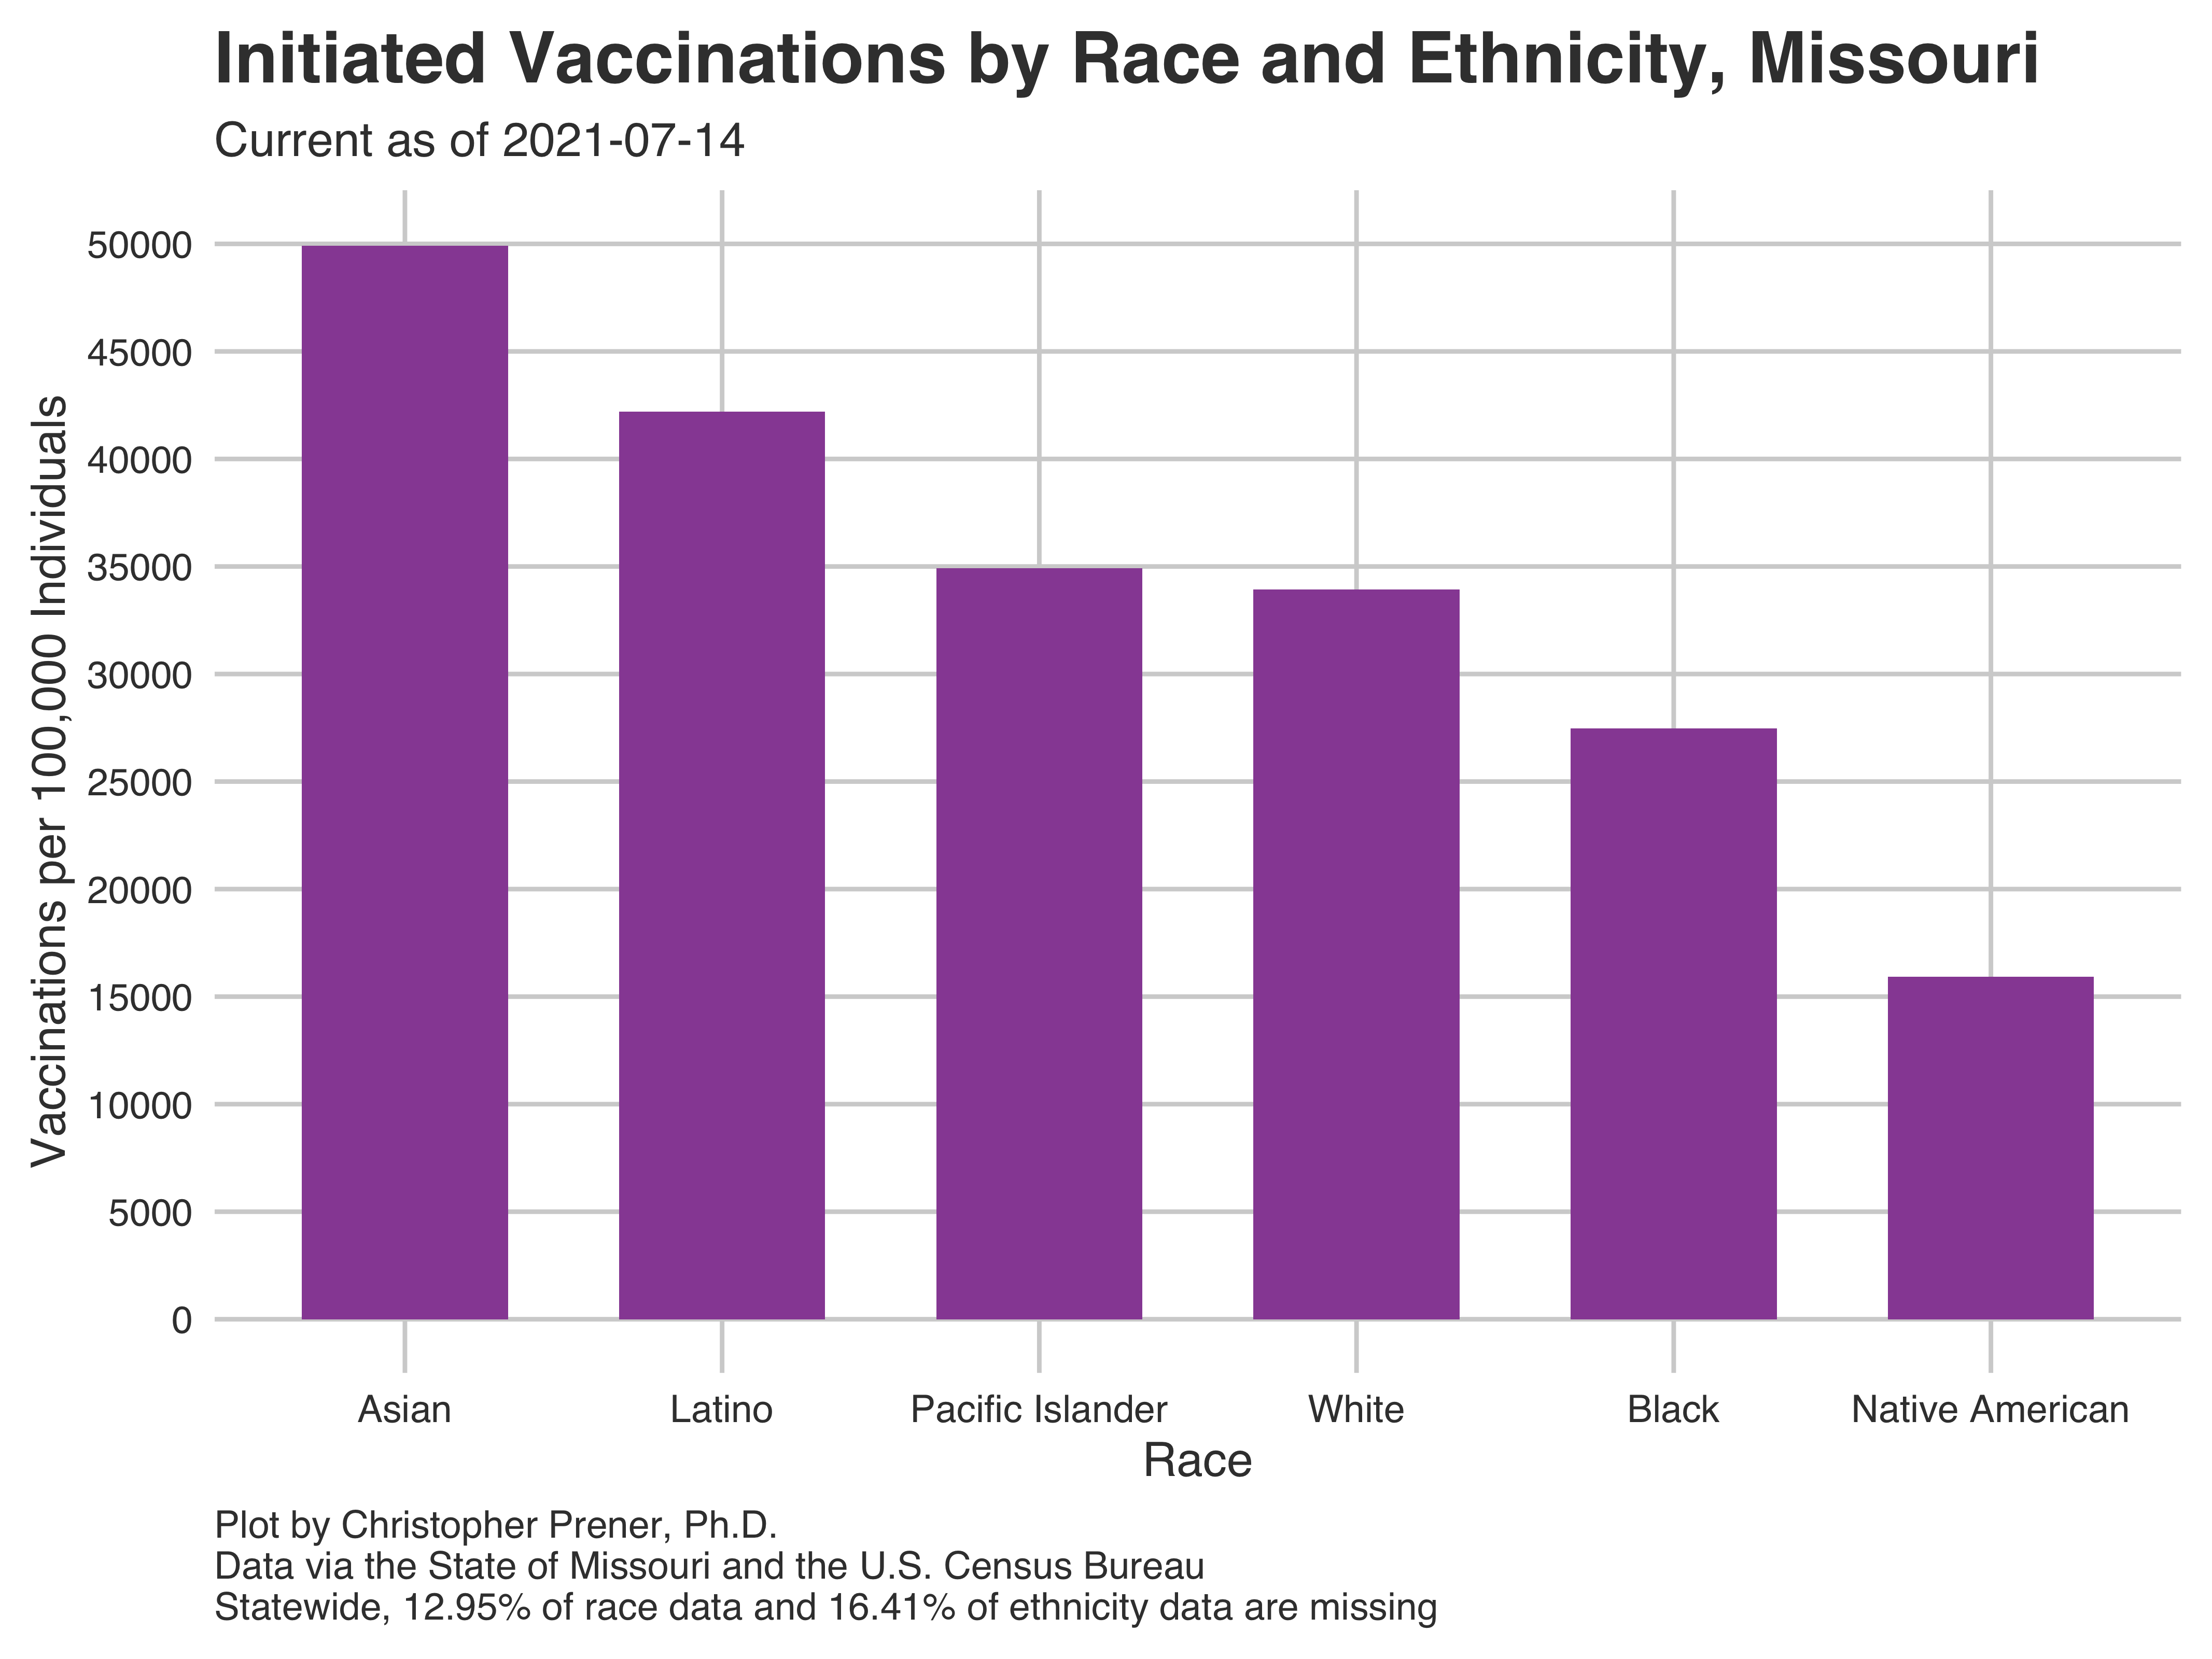 Initiated Vaccinations by Race and Ethnicity, Missouri
Current as of 2021-07-14
Vaccinations per 100,000 Individuals
50000
45000
40000
35000
30000
25000
20000
15000
10000
5000
0
Asian
Latino
Pacific Islander
White
Black
Native American
Race
Plot by Christopher Prener, Ph.D.
Data via the State of Missouri and the U.S. Census Bureau
Statewide, 12.95% of race data and 16.41% of ethnicity data are missing